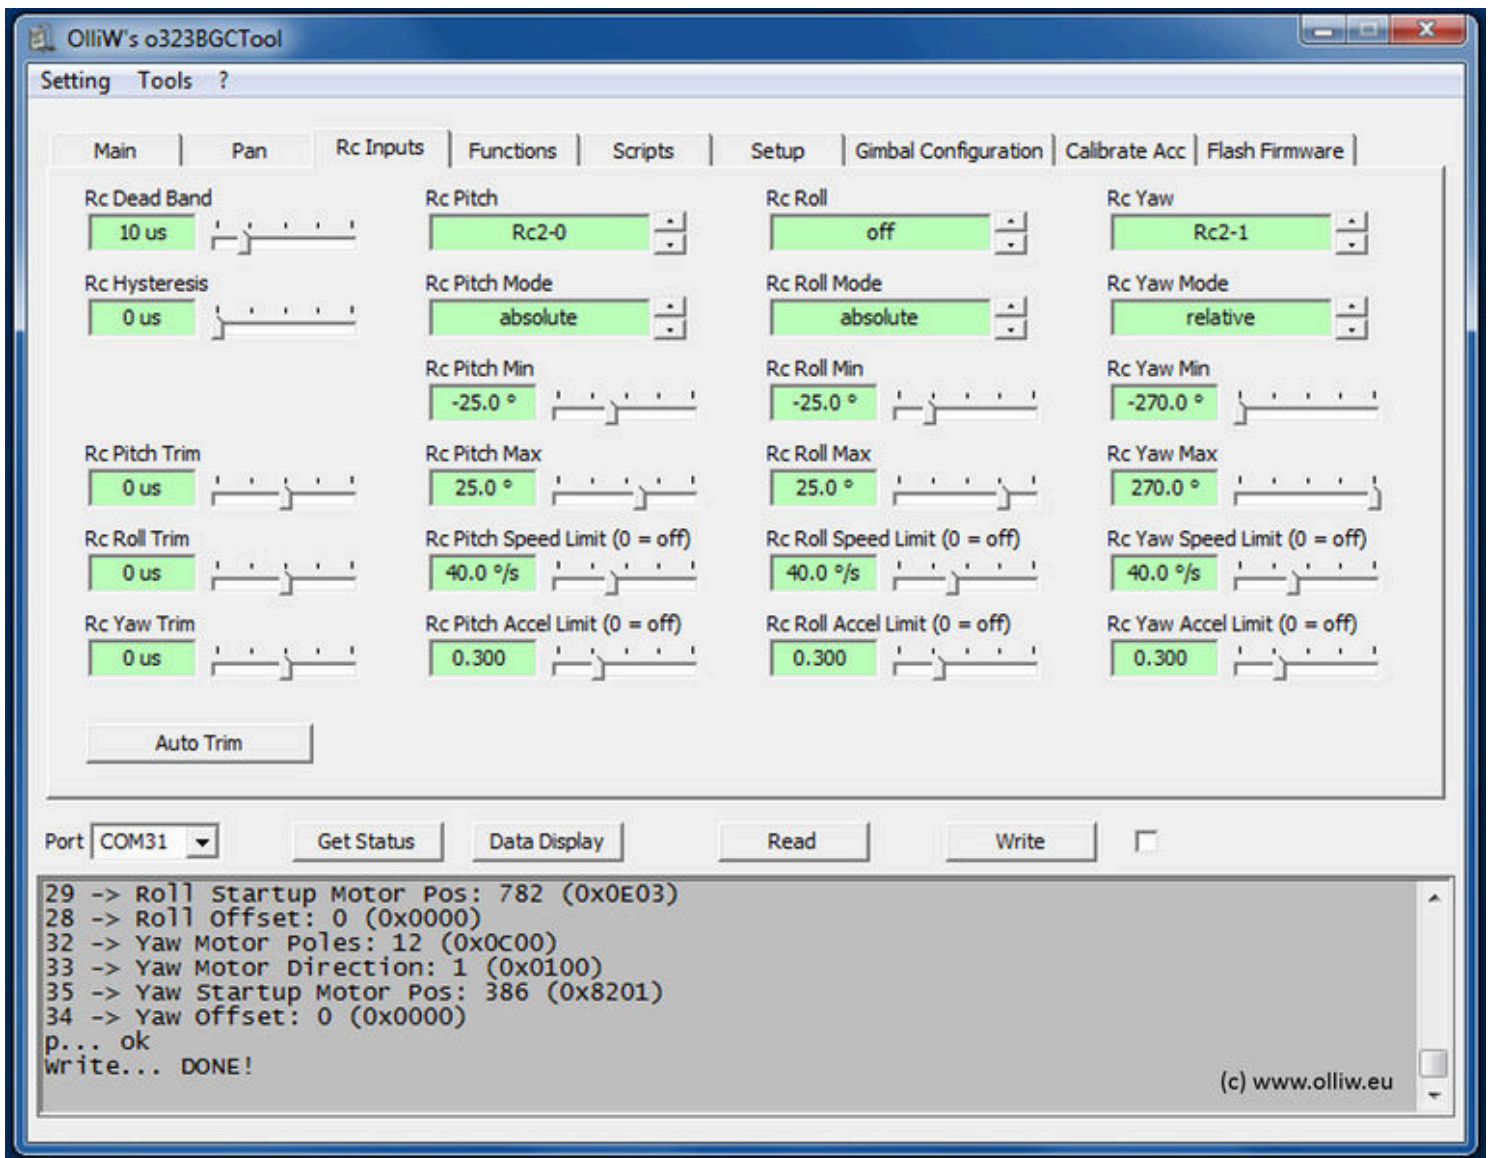 OlliW's o323BGCTool
Setting Tools ?
Main Pan Rc Inputs Functions Scripts Setup Gimbal Configuration Calibrate Acc Flash Firmware
Rc Dead Band Rc Pitch Rc Roll Rc Yaw
10 us Rc2-0 off Rc2-1
Rc Hysteresis Rc Pitch Mode Rc Roll Mode Rc Yaw Mode
0 us absolute absolute relative
Rc Pitch Min Rc Roll Min Rc Yaw Min
-25.0 ° -25.0 ° -270.0 °
Rc Pitch Trim Rc Pitch Max Rc Roll Max Rc Yaw Max
0 us 25.0 ° 25.0 ° 270.0 °
Rc Roll Trim Rc Pitch Speed Limit (0 = off) Rc Roll Speed Limit (0 = off) Rc Yaw Speed Limit (0 = off)
0 us 40.0 °/s 40.0 °/s 40.0 °/s
Rc Yaw Trim Rc Pitch Accel Limit (0 = off) Rc Roll Accel Limit (0 = off) Rc Yaw Accel Limit (0 = off)
0 us 0.300 0.300 0.300
Auto Trim
Port COM31 Get Status Data Display Read Write
29 -> Roll Startup Motor Pos: 782 (0x0E03)
28 -> Roll Offset: 0 (0x0000)
32 -> Yaw Motor Poles: 12 (0x0C00)
33 -> Yaw Motor Direction: 1 (0x0100)
35 -> Yaw Startup Motor Pos: 386 (0x8201)
34 -> Yaw Offset: 0 (0x0000)
p... ok
Write... DONE!
(c) www.olliw.eu